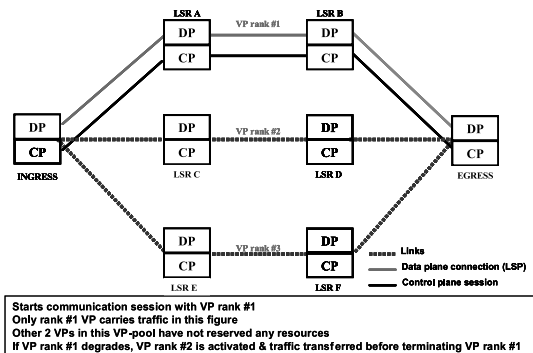 LSR A
LSR B
VP rank #1
DP
DP
CP
CP
VP rank #2
DP
DP
DP
DP
CP
CP
CP
CP
INGRESS
LSR C
LSR D
EGRESS
DP
DP
VP rank #3
CP
CP
LSR E
LSR F
Links
Data plane connection (LSP)
Control plane session
Starts communication session with VP rank #1
Only rank #1 VP carries traffic in this figure
Other 2 VPs in this VP-pool have not reserved any resources
If VP rank #1 degrades, VP rank #2 is activated & traffic transferred before terminating VP rank #1